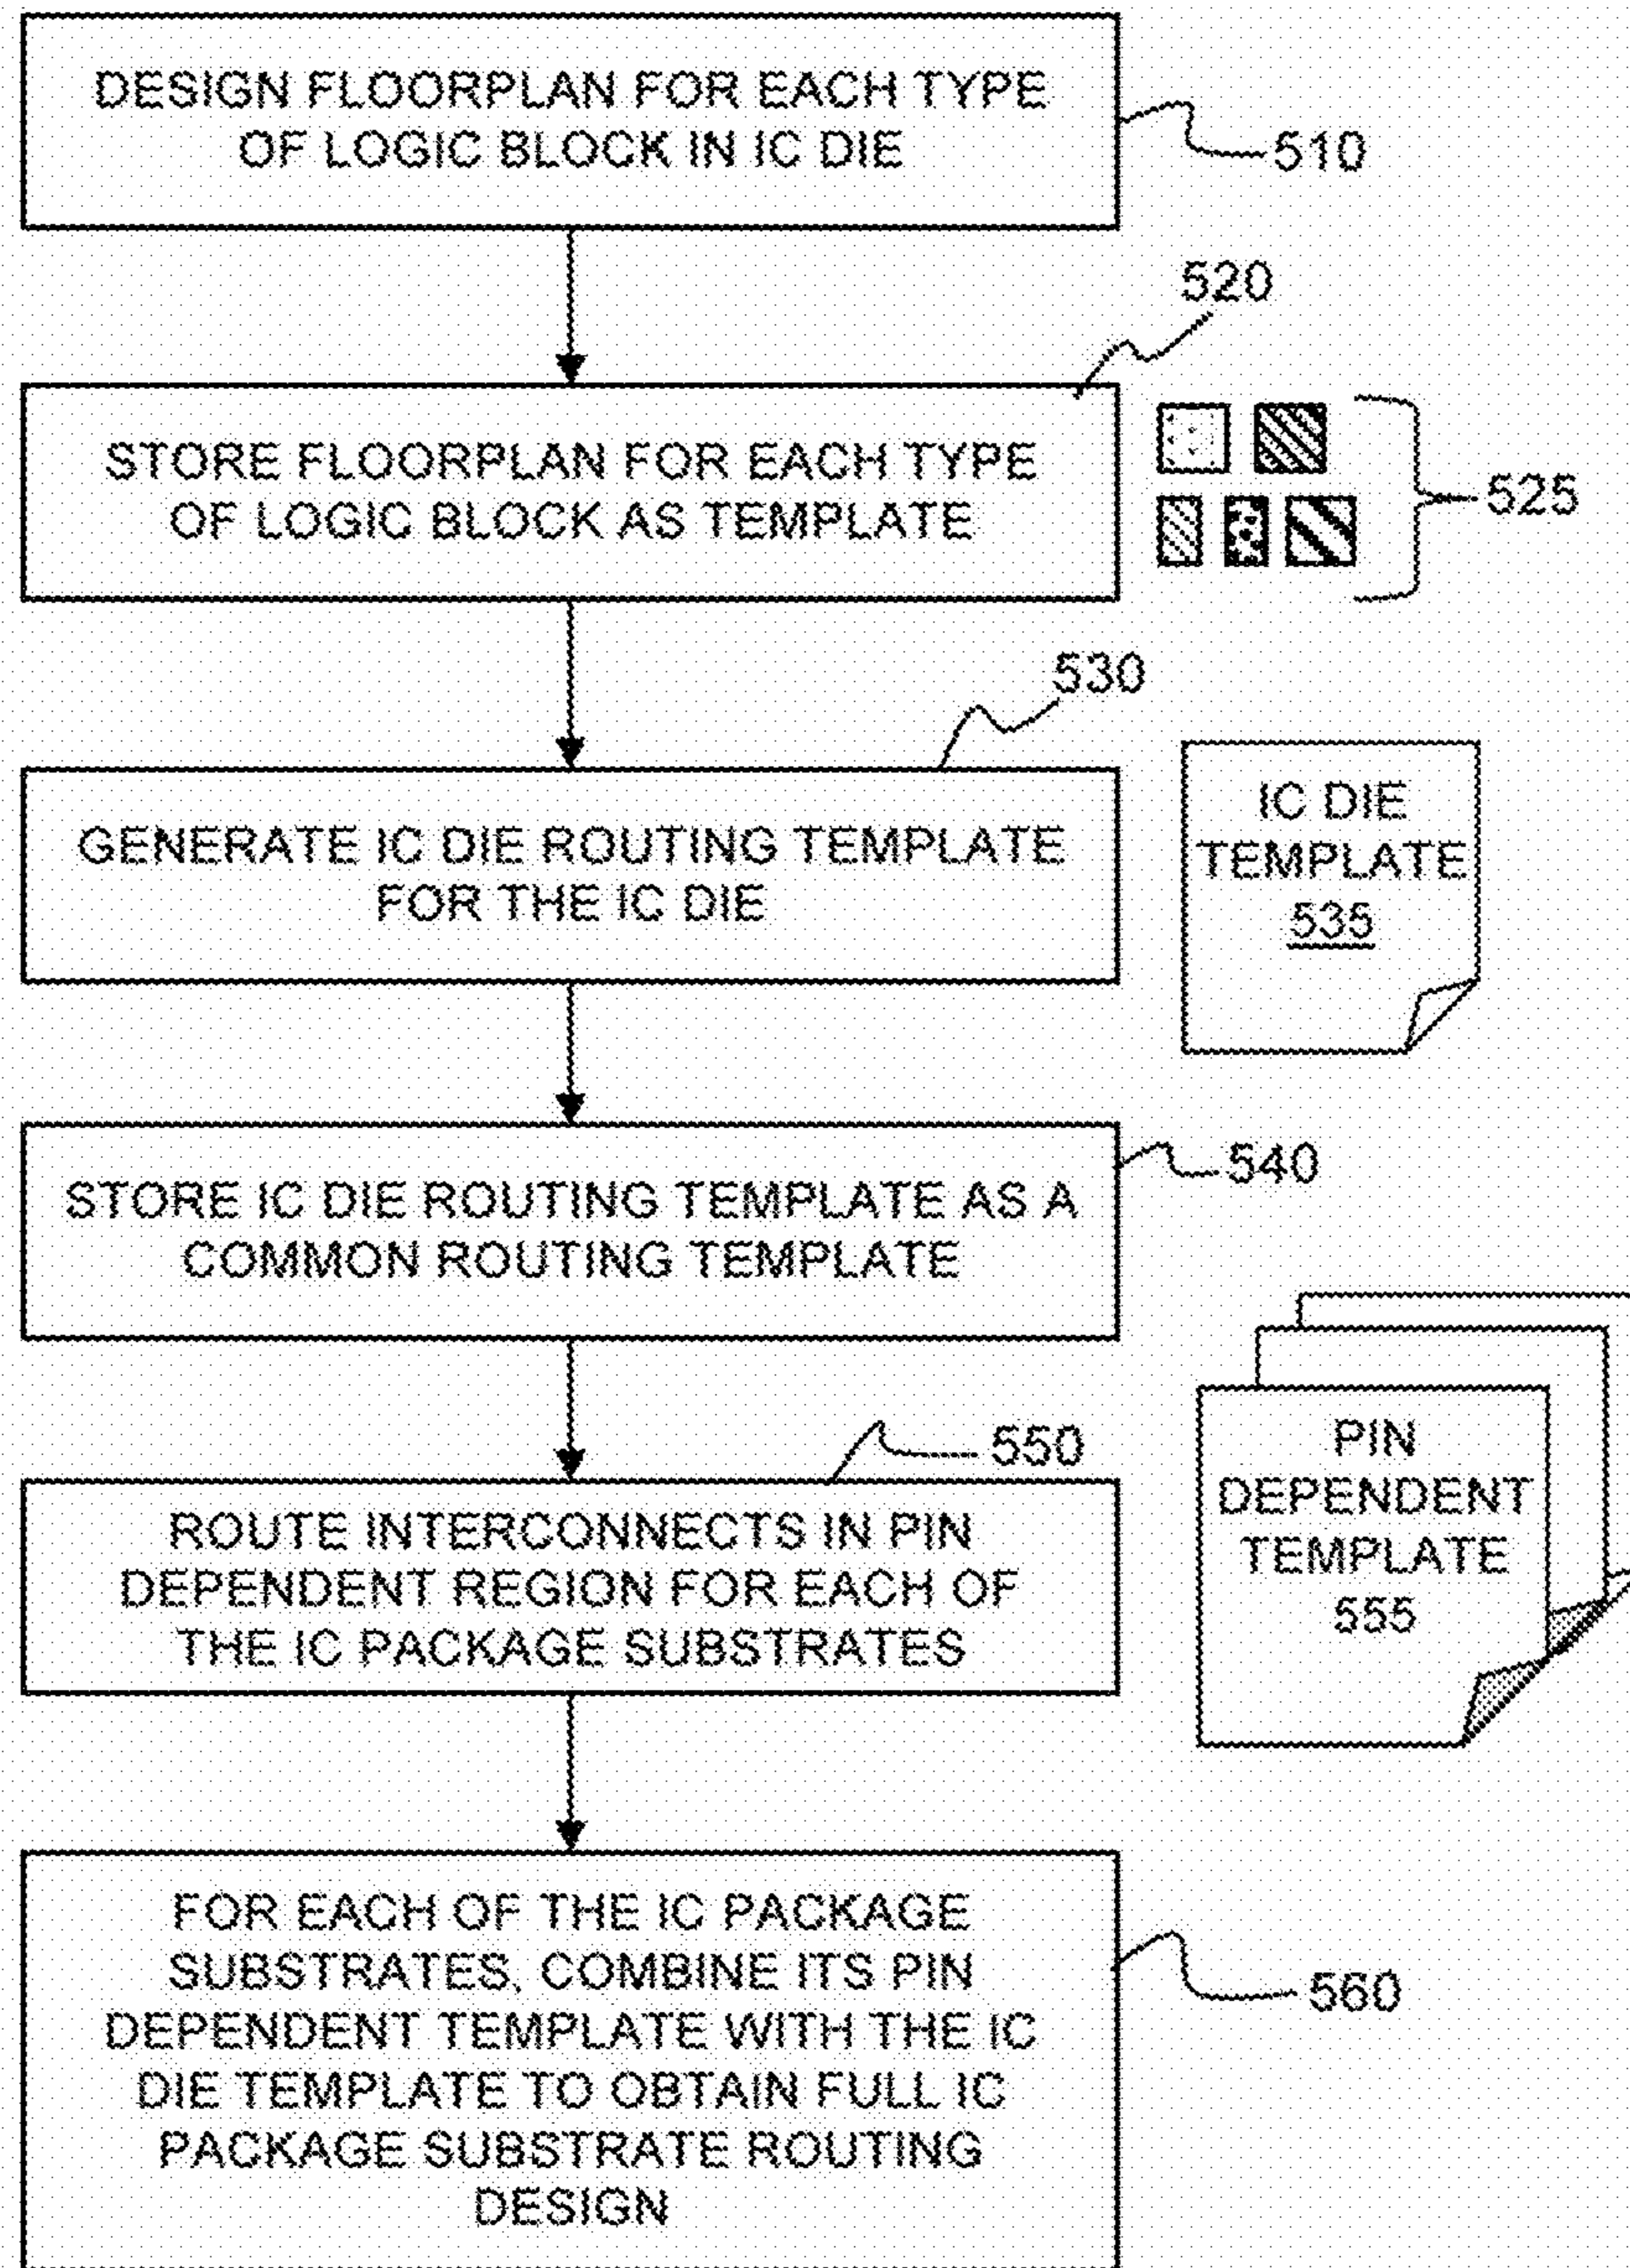 DESIGN FLOORPLAN FOR EACH TYPE
OF LOGIC BLOCK IN IC DIE
510
520
STORE FLOORPLAN FOR EACH TYPE
OF LOGIC BLOCK AS TEMPLATE
525
530
GENERATE IC DIE ROUTING TEMPLATE
FOR THE IC DIE
IC DIE
TEMPLATE
535
STORE IC DIE ROUTING TEMPLATE AS A
COMMON ROUTING TEMPLATE
540
550
ROUTE INTERCONNECTS IN PIN
DEPENDENT REGION FOR EACH OF
THE IC PACKAGE SUBSTRATES
PIN
DEPENDENT
TEMPLATE
555
FOR EACH OF THE IC PACKAGE
SUBSTRATES, COMBINE ITS PIN
DEPENDENT TEMPLATE WITH THE IC
DIE TEMPLATE TO OBTAIN FULL IC
PACKAGE SUBSTRATE ROUTING
DESIGN
560